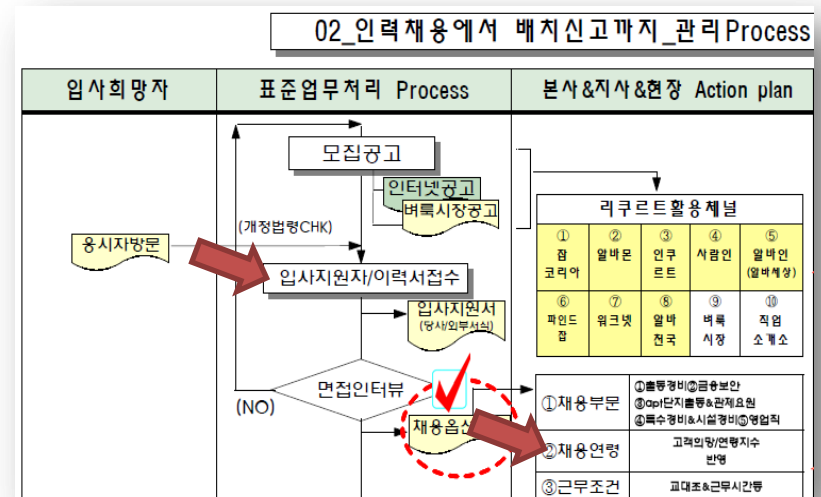 02_인력채용에서 배치신고까지_관리Process
입사희망자
표준업무처리 Process
본사&지사&현장 Action plan
모집공고
인터넷공고
벼룩시장공고
(개정법령CHK)
응시자방문
입사지원자/이력서접수
입사지원서
(당사/외부서식)
면접인터뷰
(NO)
채용옵션
리쿠르트활용체널
①
잡
코리아
②
알바몬
③
인쿠
르트
④
사람인
⑤
알바인
(알바세상)
⑥
파인드
잡
⑦
워크넷
⑧
알바
천국
⑨
벼룩
시장
⑩
직업
소개소
①채용부문
①출동경비②금융보안
③apt단지출동&관제요원
④특수경비&시설경비⑤영업직
②채용연령
고객의망/연령지수
반영
③근무조건
교대조&근무시간등